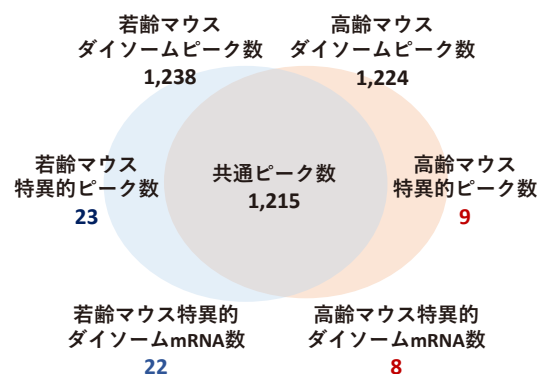 若齢マウス
ダイソームピーク数
1,238
高齢マウス
ダイソームピーク数
1,224
若齢マウス
特異的ピーク数
23
共通ピーク数
1,215
高齢マウス
特異的ピーク数
9
若齢マウス特異的
ダイソームmRNA数
22
高齢マウス特異的
ダイソームmRNA数
8